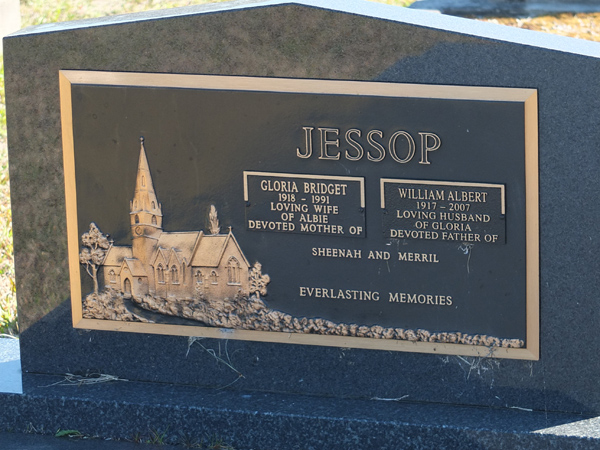 JESSOP
GLORIA BRIDGET
1918 - 1991
LOVING WIFE
OF ALBIE
DEVOTED MOTHER OF
WILLIAM ALBERT
1917 - 2007
LOVING HUSBAND
OF GLORIA
DEVOTED FATHER OF
SHEENAH AND MERRIL
EVERLASTING MEMORIES